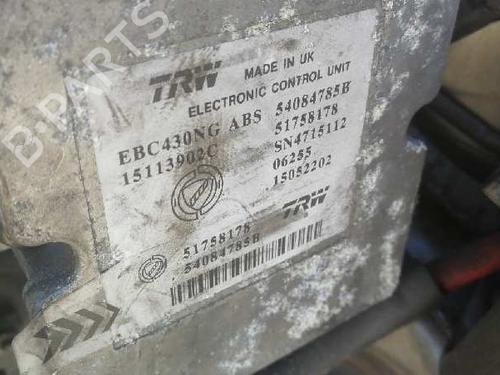 B-PARTS
TRW MADE IN UK
ELECTRONIC CONTROL UNIT
EBC430NG ABS 54084785B
15113902C 51758178
SN4715112
06255
15052202
TRW
51758178
54084785B